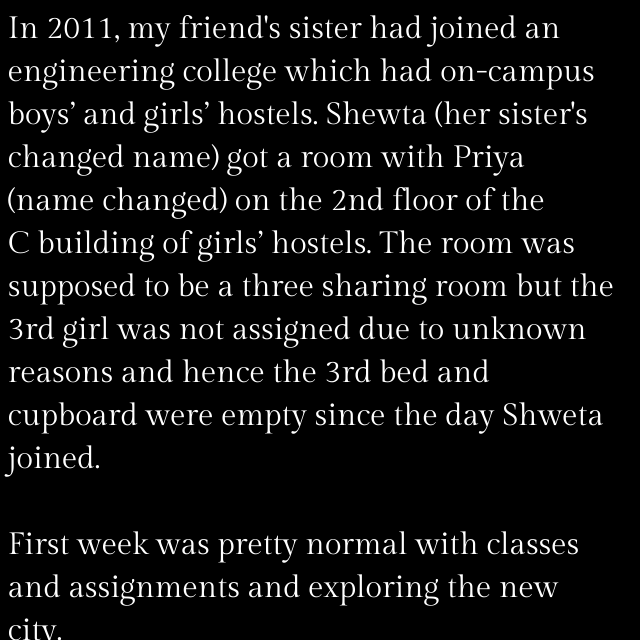 In 2011, my friend's sister had joined an
engineering college which had on-campus
boys’ and girls’ hostels. Shewta (her sister's
changed name) got a room with Priya
(name changed) on the 2nd floor of the
C building of girls’ hostels. The room was
supposed to be a three sharing room but the
3rd girl was not assigned due to unknown
reasons and hence the 3rd bed and
cupboard were empty since the day Shweta
joined.
First week was pretty normal with classes
and assignments and exploring the new
city.